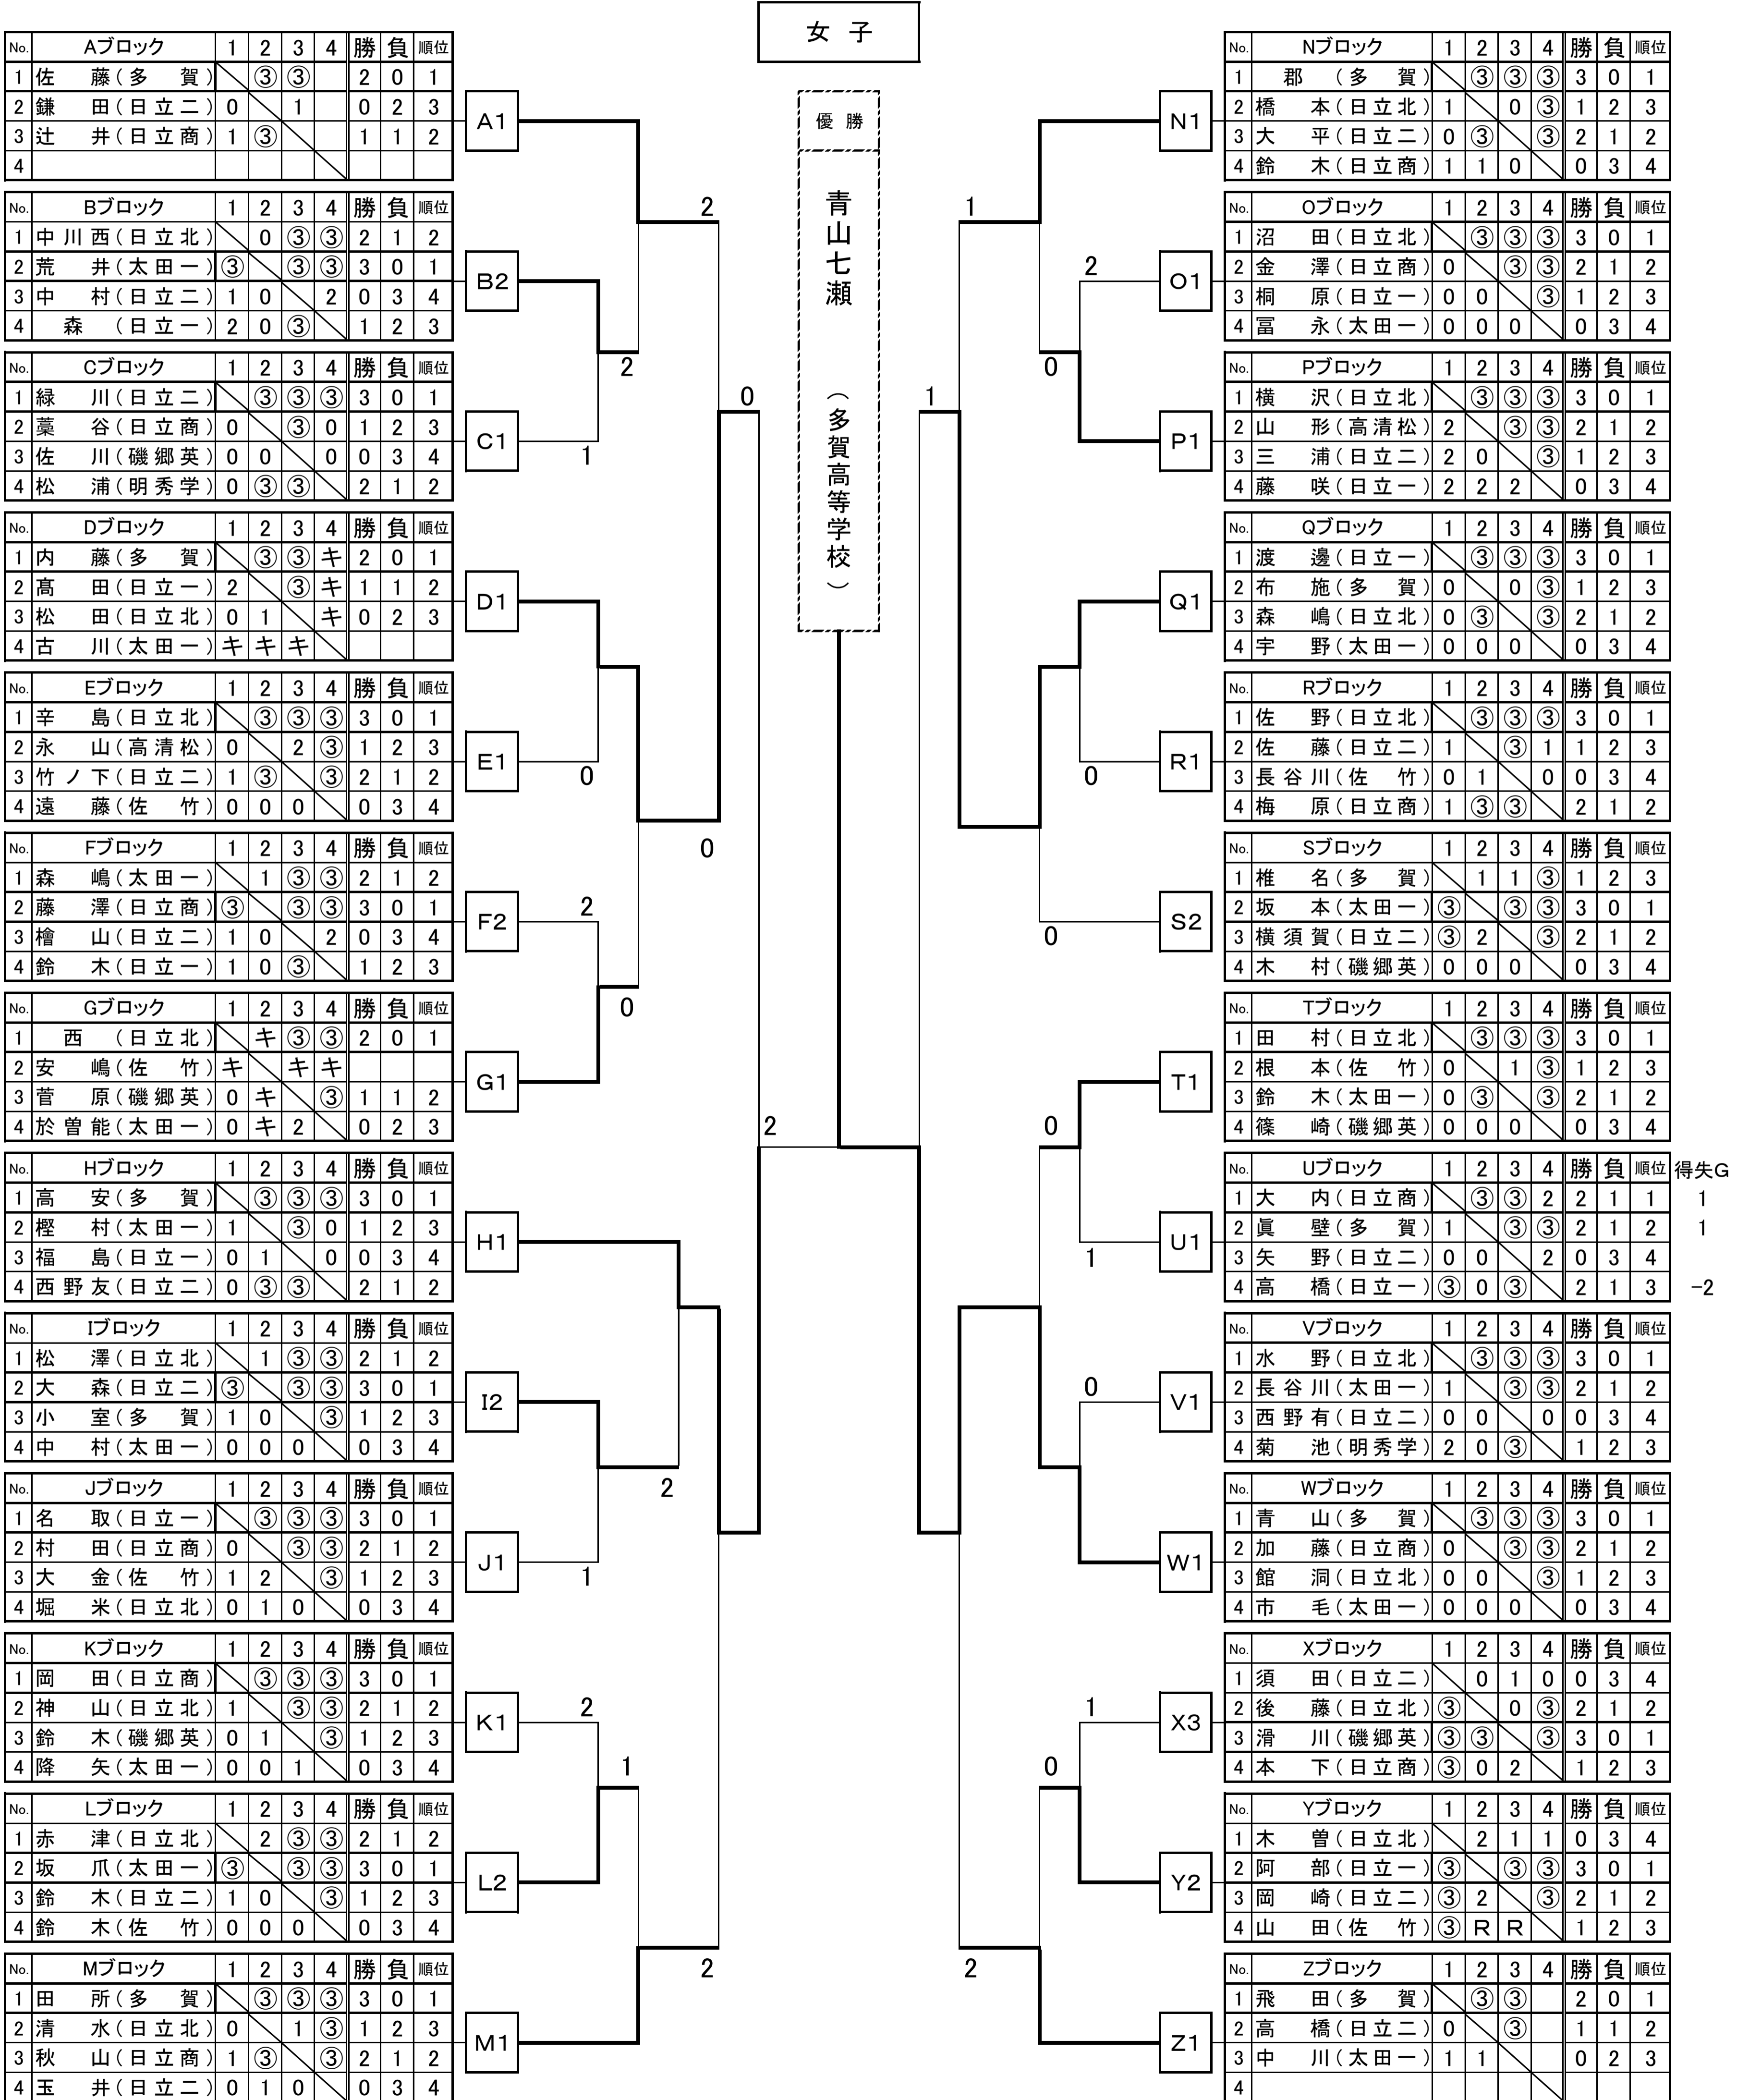 女子
No. Aブロック 1 2 3 4 勝 負 順位
1 佐藤(多賀) ③ ③ 2 0 1
2 鎌田(日立二) 0 1 0 2 3
3 辻井(日立商) 1 ③ 1 1 2
4
A1
No. Bブロック 1 2 3 4 勝 負 順位
1 中川西(日立北) 0 ③ ③ 2 1 2
2 荒井(太田一) ③ ③ ③ 3 0 1
3 中村(日立二) 1 0 2 0 3 4
4 森(日立一) 2 0 ③ 1 2 3
B2
No. Cブロック 1 2 3 4 勝 負 順位
1 緑川(日立二) ③ ③ ③ 3 0 1
2 藁谷(日立商) 0 ③ 0 1 2 3
3 佐川(磯郷英) 0 0 0 0 3 4
4 松浦(明秀学) 0 ③ ③ 2 1 2
C1
No. Dブロック 1 2 3 4 勝 負 順位
1 内藤(多賀) ③ ③ キ 2 0 1
2 髙田(日立一) 2 ③ キ 1 1 2
3 松田(日立北) 0 1 キ 0 2 3
4 古川(太田一) キ キ キ
D1
No. Eブロック 1 2 3 4 勝 負 順位
1 辛島(日立北) ③ ③ ③ 3 0 1
2 永山(高清松) 0 2 ③ 1 2 3
3 竹ノ下(日立二) 1 ③ ③ 2 1 2
4 遠藤(佐竹) 0 0 0 0 3 4
E1
No. Fブロック 1 2 3 4 勝 負 順位
1 森嶋(太田一) 1 ③ ③ 2 1 2
2 藤澤(日立商) ③ ③ ③ 3 0 1
3 檜山(日立二) 1 0 2 0 3 4
4 鈴木(日立一) 1 0 ③ 1 2 3
F2
No. Gブロック 1 2 3 4 勝 負 順位
1 西(日立北) キ ③ ③ 2 0 1
2 安嶋(佐竹) キ キ キ
3 菅原(磯郷英) 0 キ ③ 1 1 2
4 於曽能(太田一) 0 キ 2 0 2 3
G1
No. Hブロック 1 2 3 4 勝 負 順位
1 高安(多賀) ③ ③ ③ 3 0 1
2 樫村(太田一) 1 ③ 0 1 2 3
3 福島(日立一) 0 1 0 0 3 4
4 西野友(日立二) 0 ③ ③ 2 1 2
H1
No. Iブロック 1 2 3 4 勝 負 順位
1 松澤(日立北) 1 ③ ③ 2 1 2
2 大森(日立二) ③ ③ ③ 3 0 1
3 小室(多賀) 1 0 ③ 1 2 3
4 中村(太田一) 0 0 0 0 3 4
I2
No. Jブロック 1 2 3 4 勝 負 順位
1 名取(日立一) ③ ③ ③ 3 0 1
2 村田(日立商) 0 ③ ③ 2 1 2
3 大金(佐竹) 1 2 ③ 1 2 3
4 堀米(日立北) 0 1 0 0 3 4
J1
No. Kブロック 1 2 3 4 勝 負 順位
1 岡田(日立商) ③ ③ ③ 3 0 1
2 神山(日立北) 1 ③ ③ 2 1 2
3 鈴木(磯郷英) 0 1 ③ 1 2 3
4 降矢(太田一) 0 0 1 0 3 4
K1
No. Lブロック 1 2 3 4 勝 負 順位
1 赤津(日立北) 2 ③ ③ 2 1 2
2 坂爪(太田一) ③ ③ ③ 3 0 1
3 鈴木(日立二) 1 0 ③ 1 2 3
4 鈴木(佐竹) 0 0 0 0 3 4
L2
No. Mブロック 1 2 3 4 勝 負 順位
1 田所(多賀) ③ ③ ③ 3 0 1
2 清水(日立北) 0 1 ③ 1 2 3
3 秋山(日立商) 1 ③ ③ 2 1 2
4 玉井(日立二) 0 1 0 0 3 4
M1
2
2
1
0
0
0
2
0
2
2
1
2
1
2
優勝
青山七瀬
(多賀高等学校)
1
2
0
1
0
0
0
1
0
1
0
2
No. Nブロック 1 2 3 4 勝 負 順位
1 郡(多賀) ③ ③ ③ 3 0 1
2 橋本(日立北) 1 0 ③ 1 2 3
3 大平(日立二) 0 ③ ③ 2 1 2
4 鈴木(日立商) 1 1 0 0 3 4
N1
No. Oブロック 1 2 3 4 勝 負 順位
1 沼田(日立北) ③ ③ ③ 3 0 1
2 金澤(日立商) 0 ③ ③ 2 1 2
3 桐原(日立一) 0 0 ③ 1 2 3
4 冨永(太田一) 0 0 0 0 3 4
O1
No. Pブロック 1 2 3 4 勝 負 順位
1 横沢(日立北) ③ ③ ③ 3 0 1
2 山形(高清松) 2 ③ ③ 2 1 2
3 三浦(日立二) 2 0 ③ 1 2 3
4 藤咲(日立一) 2 2 2 0 3 4
P1
No. Qブロック 1 2 3 4 勝 負 順位
1 渡邊(日立一) ③ ③ ③ 3 0 1
2 布施(多賀) 0 0 ③ 1 2 3
3 森嶋(日立北) 0 ③ ③ 2 1 2
4 宇野(太田一) 0 0 0 0 3 4
Q1
No. Rブロック 1 2 3 4 勝 負 順位
1 佐野(日立北) ③ ③ ③ 3 0 1
2 佐藤(日立二) 1 ③ 1 1 2 3
3 長谷川(佐竹) 0 1 0 0 3 4
4 梅原(日立商) 1 ③ ③ 2 1 2
R1
No. Sブロック 1 2 3 4 勝 負 順位
1 椎名(多賀) 1 1 ③ 1 2 3
2 坂本(太田一) ③ ③ ③ 3 0 1
3 横須賀(日立二) ③ 2 ③ 2 1 2
4 木村(磯郷英) 0 0 0 0 3 4
S2
No. Tブロック 1 2 3 4 勝 負 順位
1 田村(日立北) ③ ③ ③ 3 0 1
2 根本(佐竹) 0 1 ③ 1 2 3
3 鈴木(太田一) 0 ③ ③ 2 1 2
4 篠崎(磯郷英) 0 0 0 0 3 4
T1
No. Uブロック 1 2 3 4 勝 負 順位 得失G
1 大内(日立商) ③ ③ 2 2 1 1 1
2 眞壁(多賀) 1 ③ ③ 2 1 2 1
3 矢野(日立二) 0 0 2 0 3 4
4 高橋(日立一) ③ 0 ③ 2 1 3 -2
U1
No. Vブロック 1 2 3 4 勝 負 順位
1 水野(日立北) ③ ③ ③ 3 0 1
2 長谷川(太田一) 1 ③ ③ 2 1 2
3 西野有(日立二) 0 0 0 0 3 4
4 菊池(明秀学) 2 0 ③ 1 2 3
V1
No. Wブロック 1 2 3 4 勝 負 順位
1 青山(多賀) ③ ③ ③ 3 0 1
2 加藤(日立商) 0 ③ ③ 2 1 2
3 館洞(日立北) 0 0 ③ 1 2 3
4 市毛(太田一) 0 0 0 0 3 4
W1
No. Xブロック 1 2 3 4 勝 負 順位
1 須田(日立二) 0 1 0 0 3 4
2 後藤(日立北) ③ 0 ③ 2 1 2
3 滑川(磯郷英) ③ ③ ③ 3 0 1
4 本下(日立商) ③ 0 2 1 2 3
X3
No. Yブロック 1 2 3 4 勝 負 順位
1 木曽(日立北) 2 1 1 0 3 4
2 阿部(日立一) ③ ③ ③ 3 0 1
3 岡崎(日立二) ③ 2 ③ 2 1 2
4 山田(佐竹) ③ R R 1 2 3
Y2
No. Zブロック 1 2 3 4 勝 負 順位
1 飛田(多賀) ③ ③ 2 0 1
2 高橋(日立二) 0 ③ 1 1 2
3 中川(太田一) 1 1 0 2 3
4
Z1